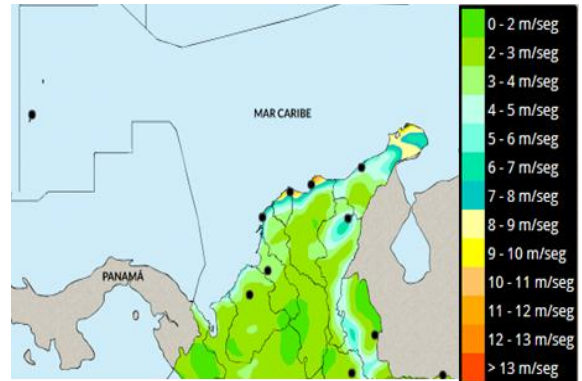 MAR CARIBE
PANAMÁ
0 - 2 m/seg
2 - 3 m/seg
3 - 4 m/seg
4 - 5 m/seg
5 - 6 m/seg
6 - 7 m/seg
7 - 8 m/seg
8 - 9 m/seg
9 - 10 m/seg
10 - 11 m/seg
11 - 12 m/seg
12 - 13 m/seg
> 13 m/seg